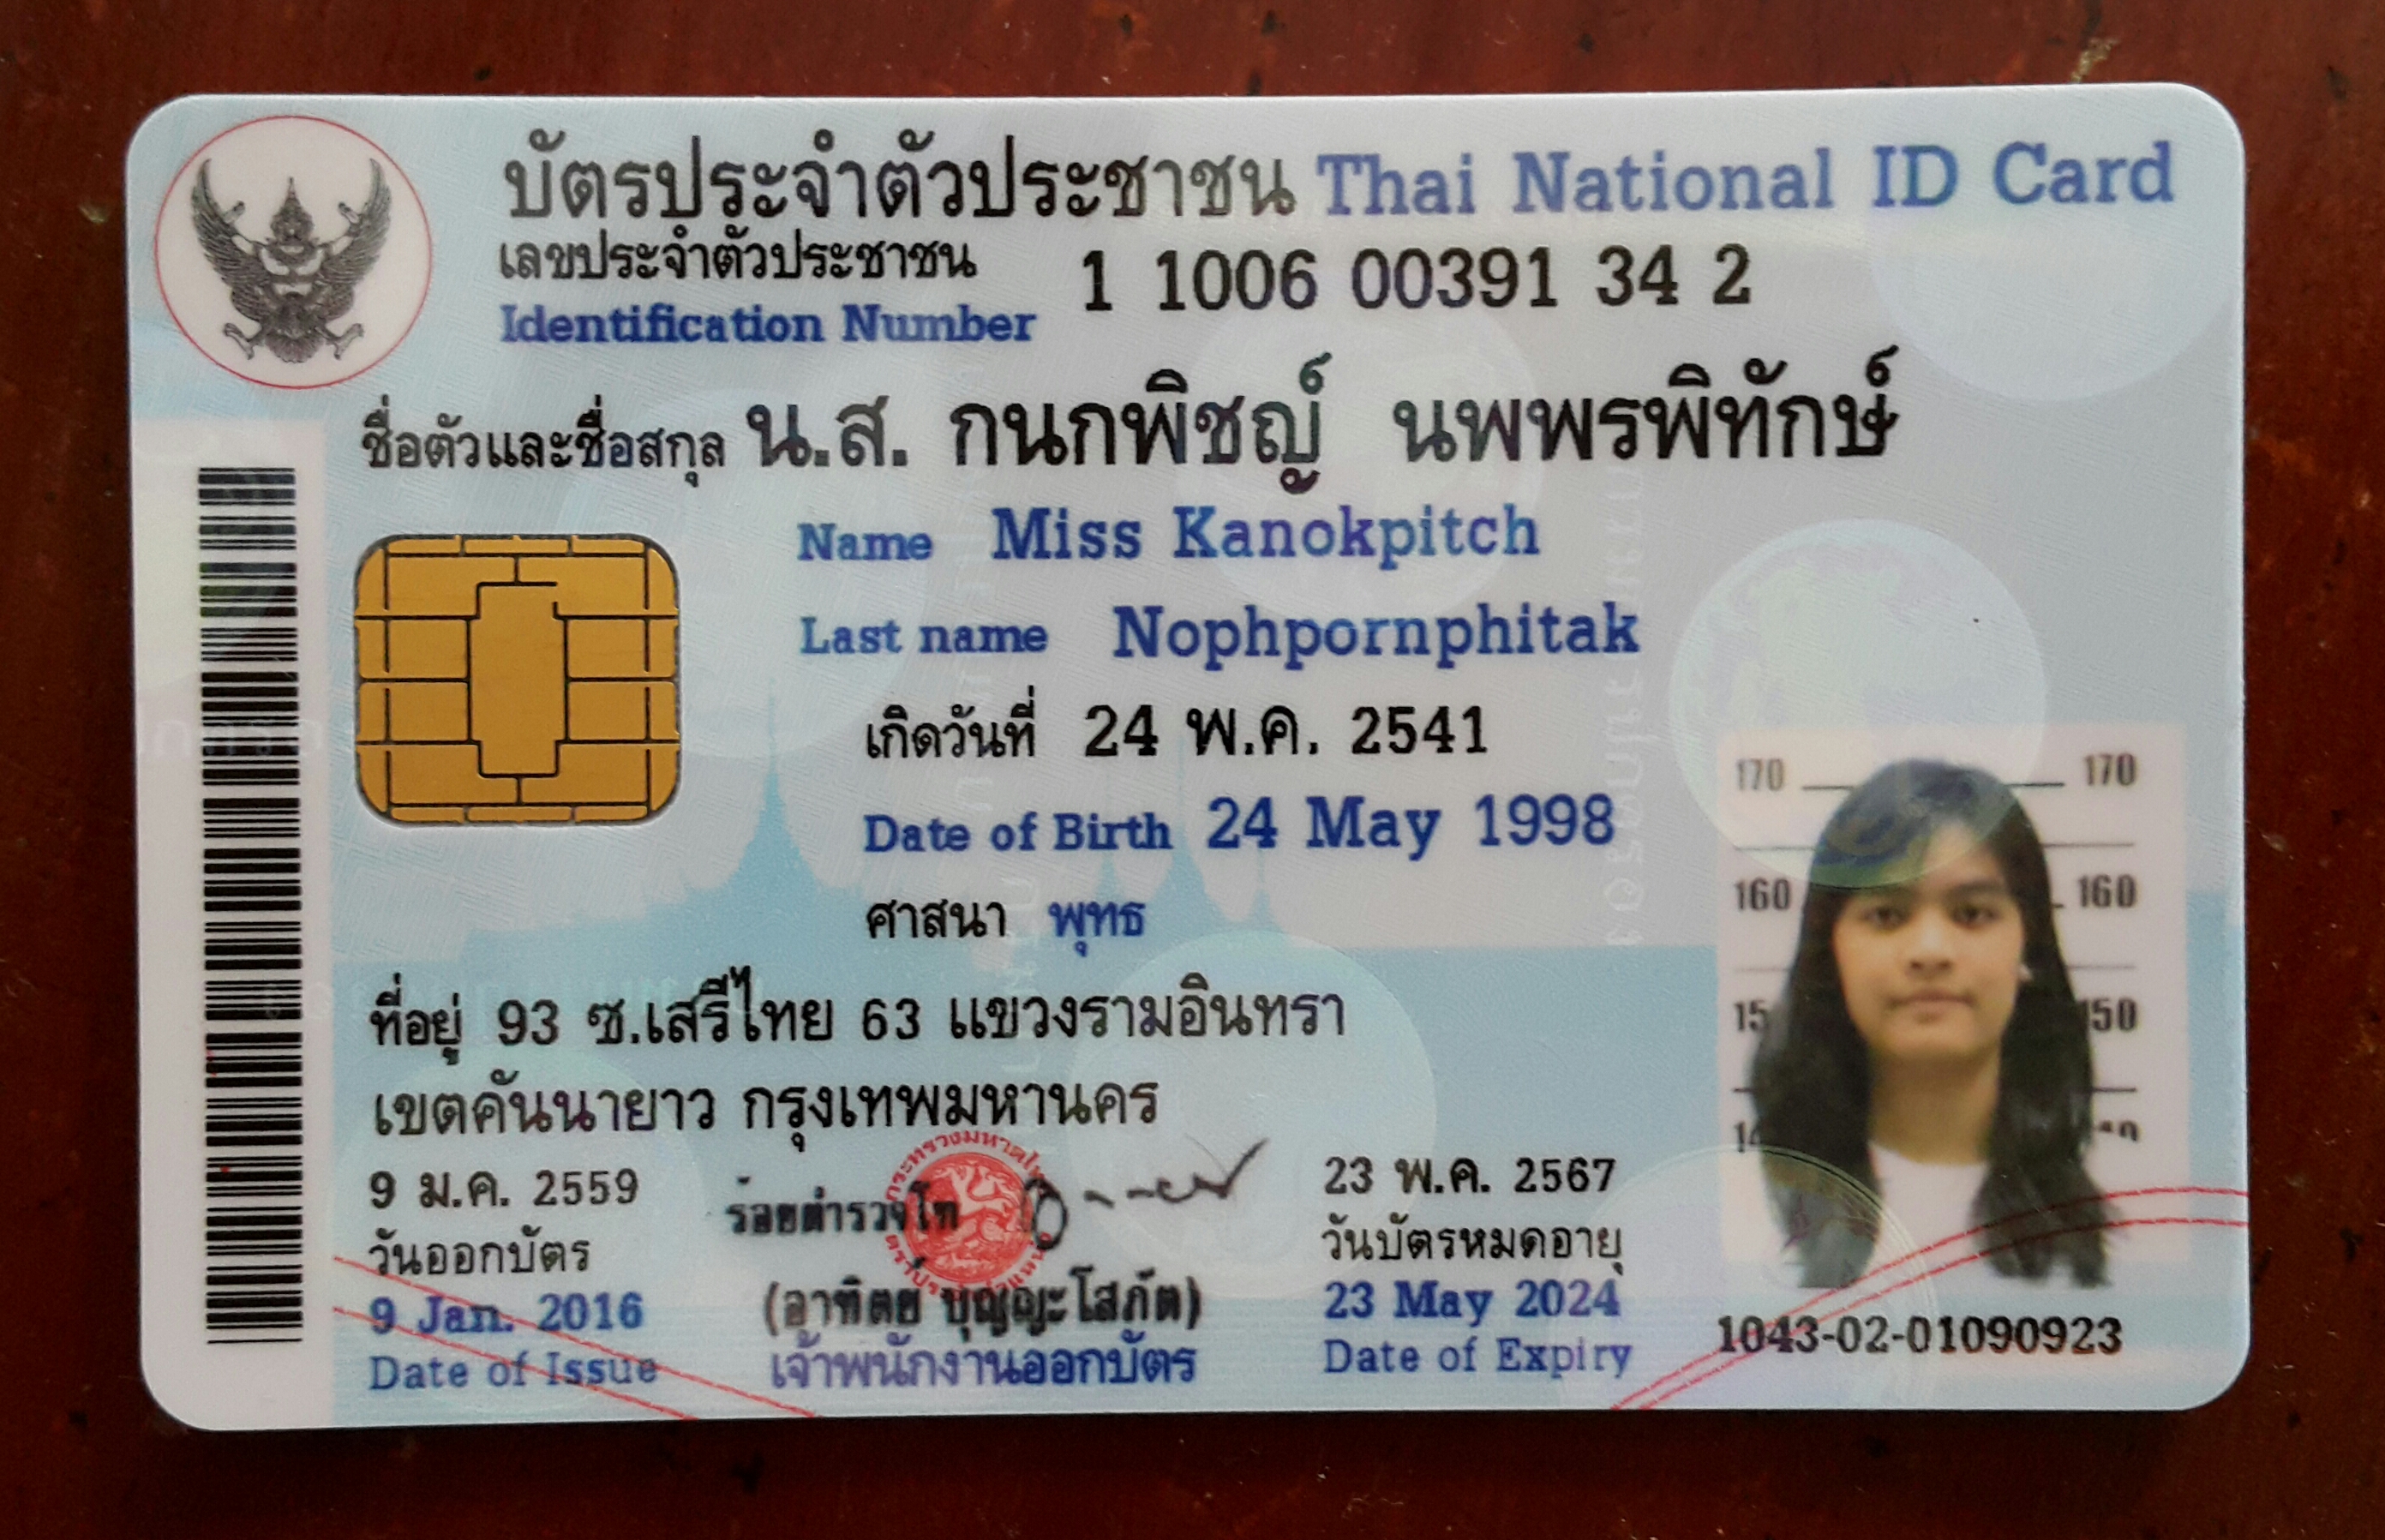 บัตรประจำตัวประชาชน Thai National ID Card
เลขประจำตัวประชาชน
Identification Number
1 1006 00391 34 2
ชื่อตัวและชื่อสกุล น.ส. กนกพิชญ์ นพพรพิทักษ์
Name Miss Kanokpitch
Last name Nophpornphitak
เกิดวันที่ 24 พ.ค. 2541
Date of Birth 24 May 1998
ศาสนา พุทธ
ที่อยู่ 93 ซ.เสรีไทย 63 แขวงรามอินทรา
เขตคันนายาว กรุงเทพมหานคร
9 ม.ค. 2559
วันออกบัตร
9 Jan. 2016
Date of Issue
ร้อยตำรวจโท
(อาทิตย์ บุญญะโสภัต)
เจ้าพนักงานออกบัตร
23 พ.ค. 2567
วันบัตรหมดอายุ
23 May 2024
Date of Expiry
170 170
160 160
15 150
1043-02-01090923